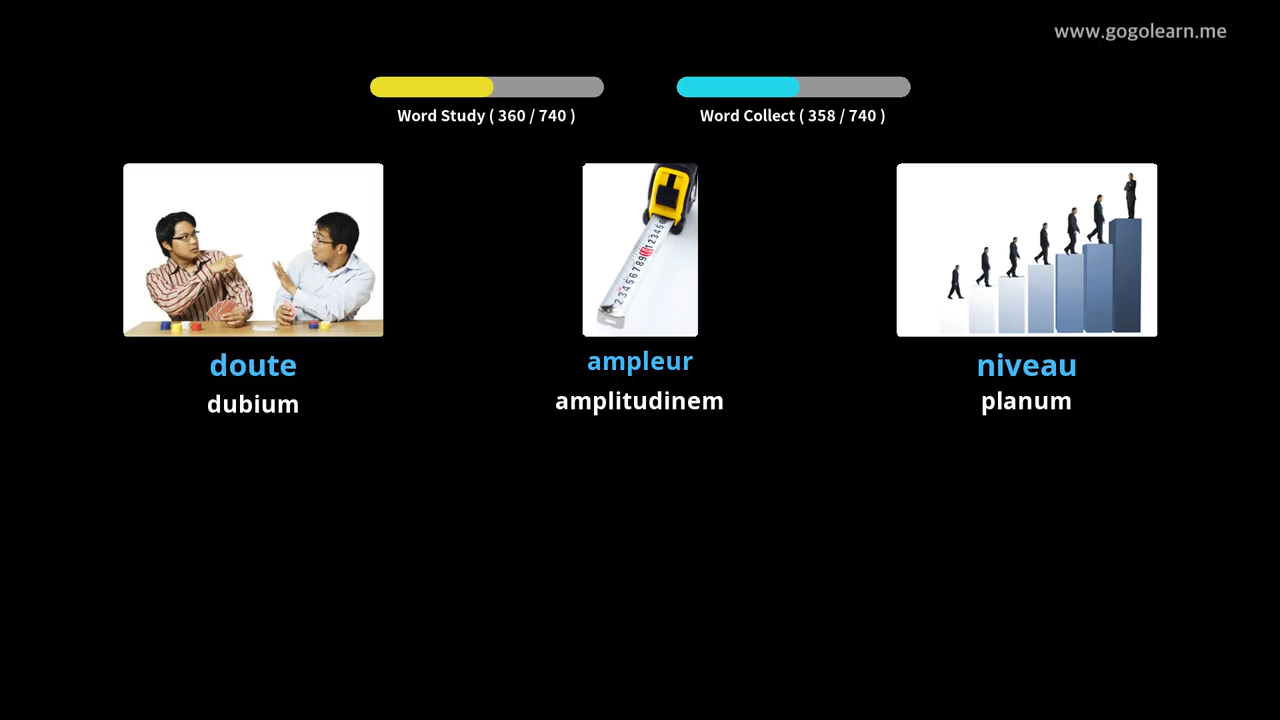 www.gogolearn.me
Word Study ( 360 / 740 )
Word Collect ( 358 / 740 )
doute
ampleur
niveau
dubium
amplitudinem
planum